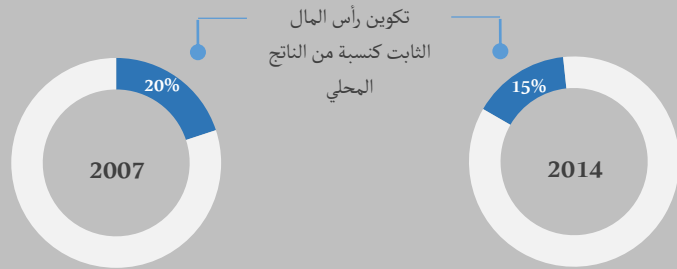 تكوين رأس المال
الثابت كنسبة من الناتج
المحلي
20%
2007
15%
2014